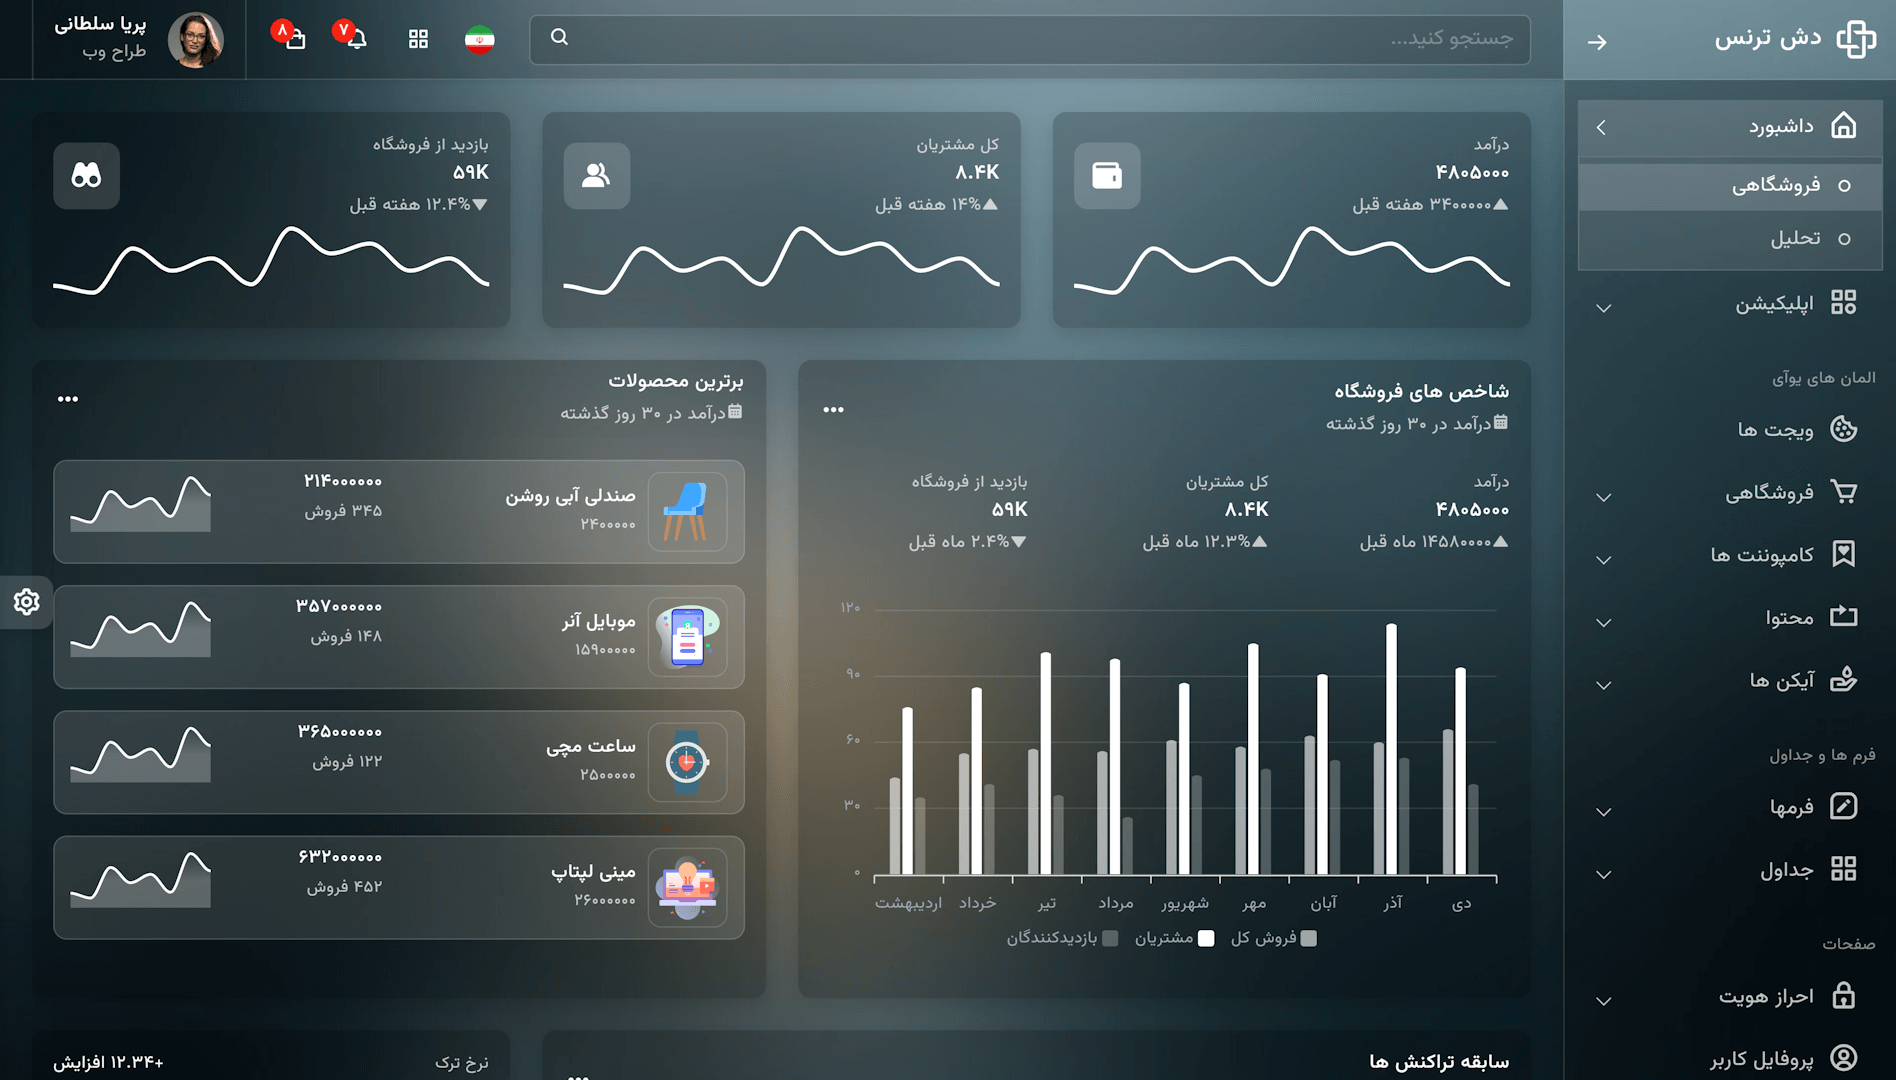 دش ترنس
جستجو کنید...
۷
۸
پریا سلطانی
طراح وب
داشبورد
فروشگاهی
تحلیل
اپلیکیشن
المان های یوآی
ویجت ها
فروشگاهی
کامپوننت ها
محتوا
آیکن ها
فرم ها و جداول
فرمها
جداول
صفحات
احراز هویت
پروفایل کاربر
درآمد
۴۸۰۵۰۰۰
۳۴۰۰۰۰۰ هفته قبل
کل مشتریان
۸.۴K
۱۴% هفته قبل
بازدید از فروشگاه
۵۹K
۱۲.۴% هفته قبل
شاخص های فروشگاه
درآمد در ۳۰ روز گذشته
درآمد
۴۸۰۵۰۰۰
۱۴۵۸۰۰۰۰ ماه قبل
کل مشتریان
۸.۴K
۱۲.۳% ماه قبل
بازدید از فروشگاه
۵۹K
۲.۴% ماه قبل
۱۲۰
۹۰
۶۰
۳۰
۰
اردیبهشت خرداد تیر مرداد شهریور مهر آبان آذر دی
فروش کل مشتریان بازدیدکنندگان
برترین محصولات
درآمد در ۳۰ روز گذشته
صندلی آبی روشن
۲۴۰۰۰۰۰
۲۱۴۰۰۰۰۰۰
۳۴۵ فروش
موبایل آنر
۱۵۹۰۰۰۰۰
۳۵۷۰۰۰۰۰۰
۱۴۸ فروش
ساعت مچی
۲۵۰۰۰۰۰
۳۶۵۰۰۰۰۰۰
۱۲۲ فروش
مینی لپتاپ
۲۶۰۰۰۰۰۰
۶۳۲۰۰۰۰۰۰
۴۵۲ فروش
سابقه تراکنش ها
نرخ ترک
+۱۲.۳۴ افزایش